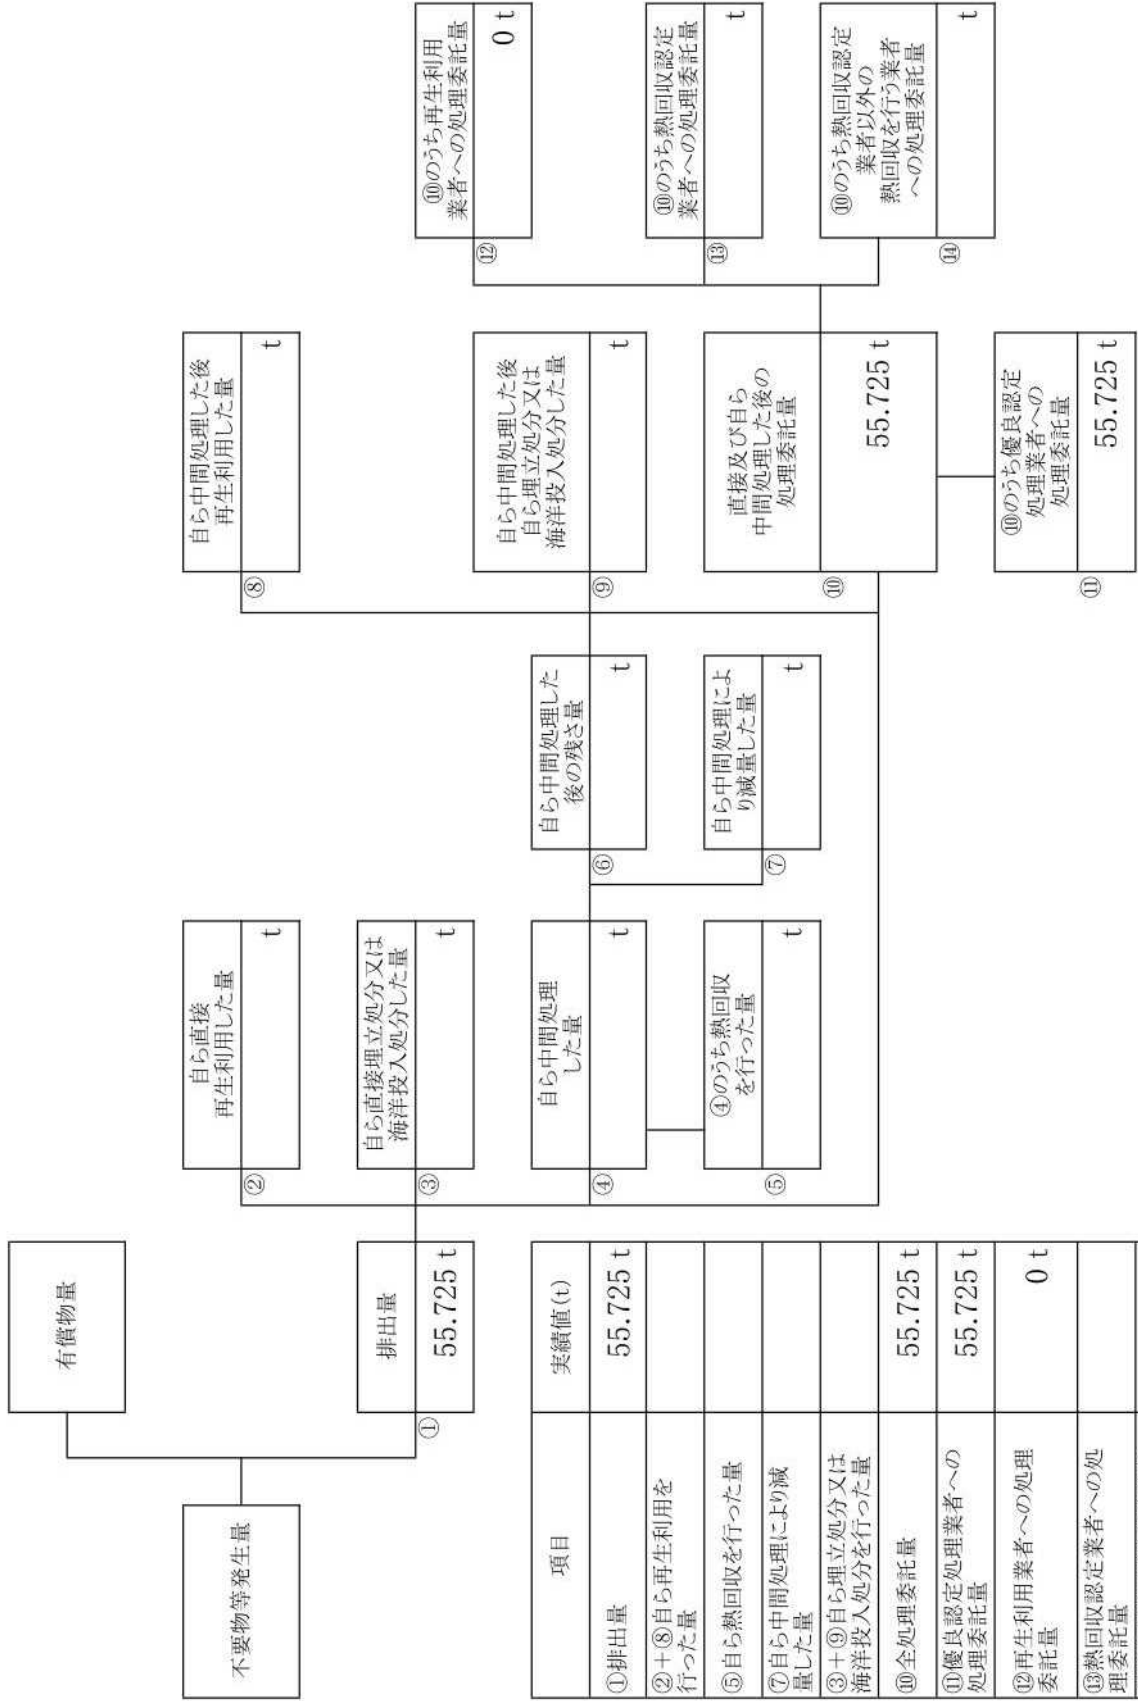 有償物量
不要物等発生量
排出量
①
55.725 t
自ら直接
再生利用した量
②
t
自ら直接埋立処分又は
海洋投入処分した量
③
t
自ら中間処理
した量
④
t
④のうち熱回収
を行った量
⑤
t
自ら中間処理した
後の残さ量
⑥
t
自ら中間処理によ
り減量した量
⑦
t
自ら中間処理した後
再生利用した量
⑧
t
自ら中間処理した後
自ら埋立処分又は
海洋投入処分した量
⑨
t
直接及び自ら
中間処理した後の
処理委託量
⑩
55.725 t
⑩のうち優良認定
処理業者への
処理委託量
⑪
55.725 t
⑩のうち再生利用
業者への処理委託量
⑫
0 t
⑩のうち熱回収認定
業者への処理委託量
⑬
t
⑩のうち熱回収認定
業者以外の
熱回収を行う業者
への処理委託量
⑭
t
項目
実績値(t)
①排出量
55.725 t
②+⑧自ら再生利用を
行った量
⑤自ら熱回収を行った量
⑦自ら中間処理により減
量した量
③+⑨自ら埋立処分又は
海洋投入処分を行った量
⑩全処理委託量
55.725 t
⑪優良認定処理業者への
処理委託量
55.725 t
⑫再生利用業者への処理
委託量
0 t
⑬熱回収認定業者への処
理委託量